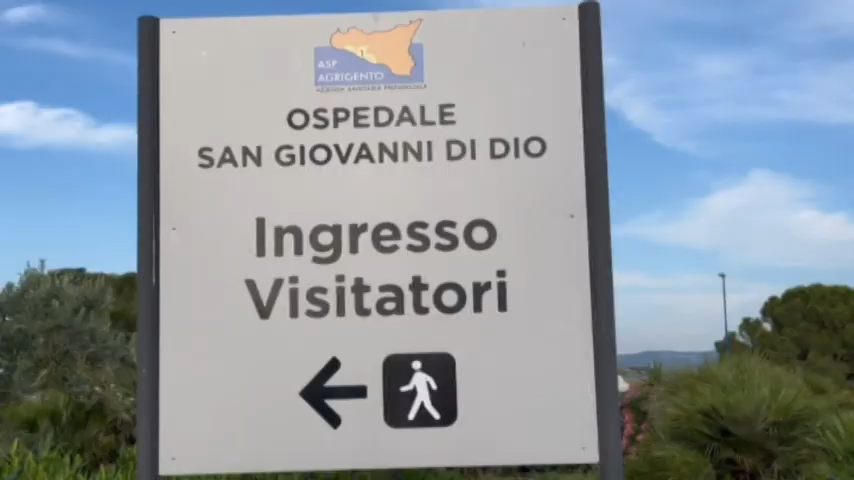 ASP
AGRIGENTO
AZIENDA SANITARIA PROVINCIALE
OSPEDALE
SAN GIOVANNI DI DIO
Ingresso
Visitatori